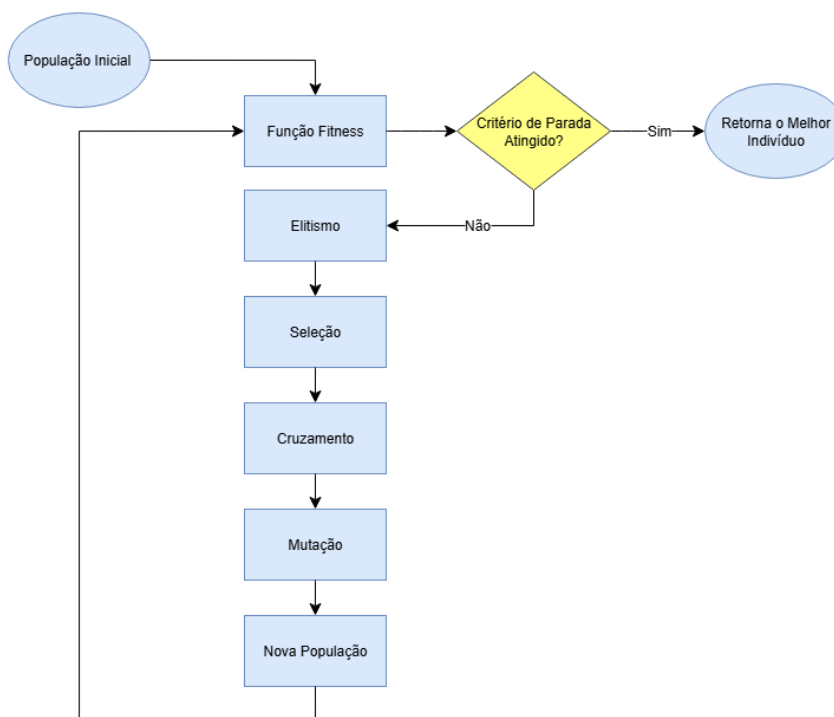 População Inicial
Função Fitness
Critério de Parada
Atingido?
Sim
Retorna o Melhor
Indivíduo
Não
Elitismo
Seleção
Cruzamento
Mutação
Nova População